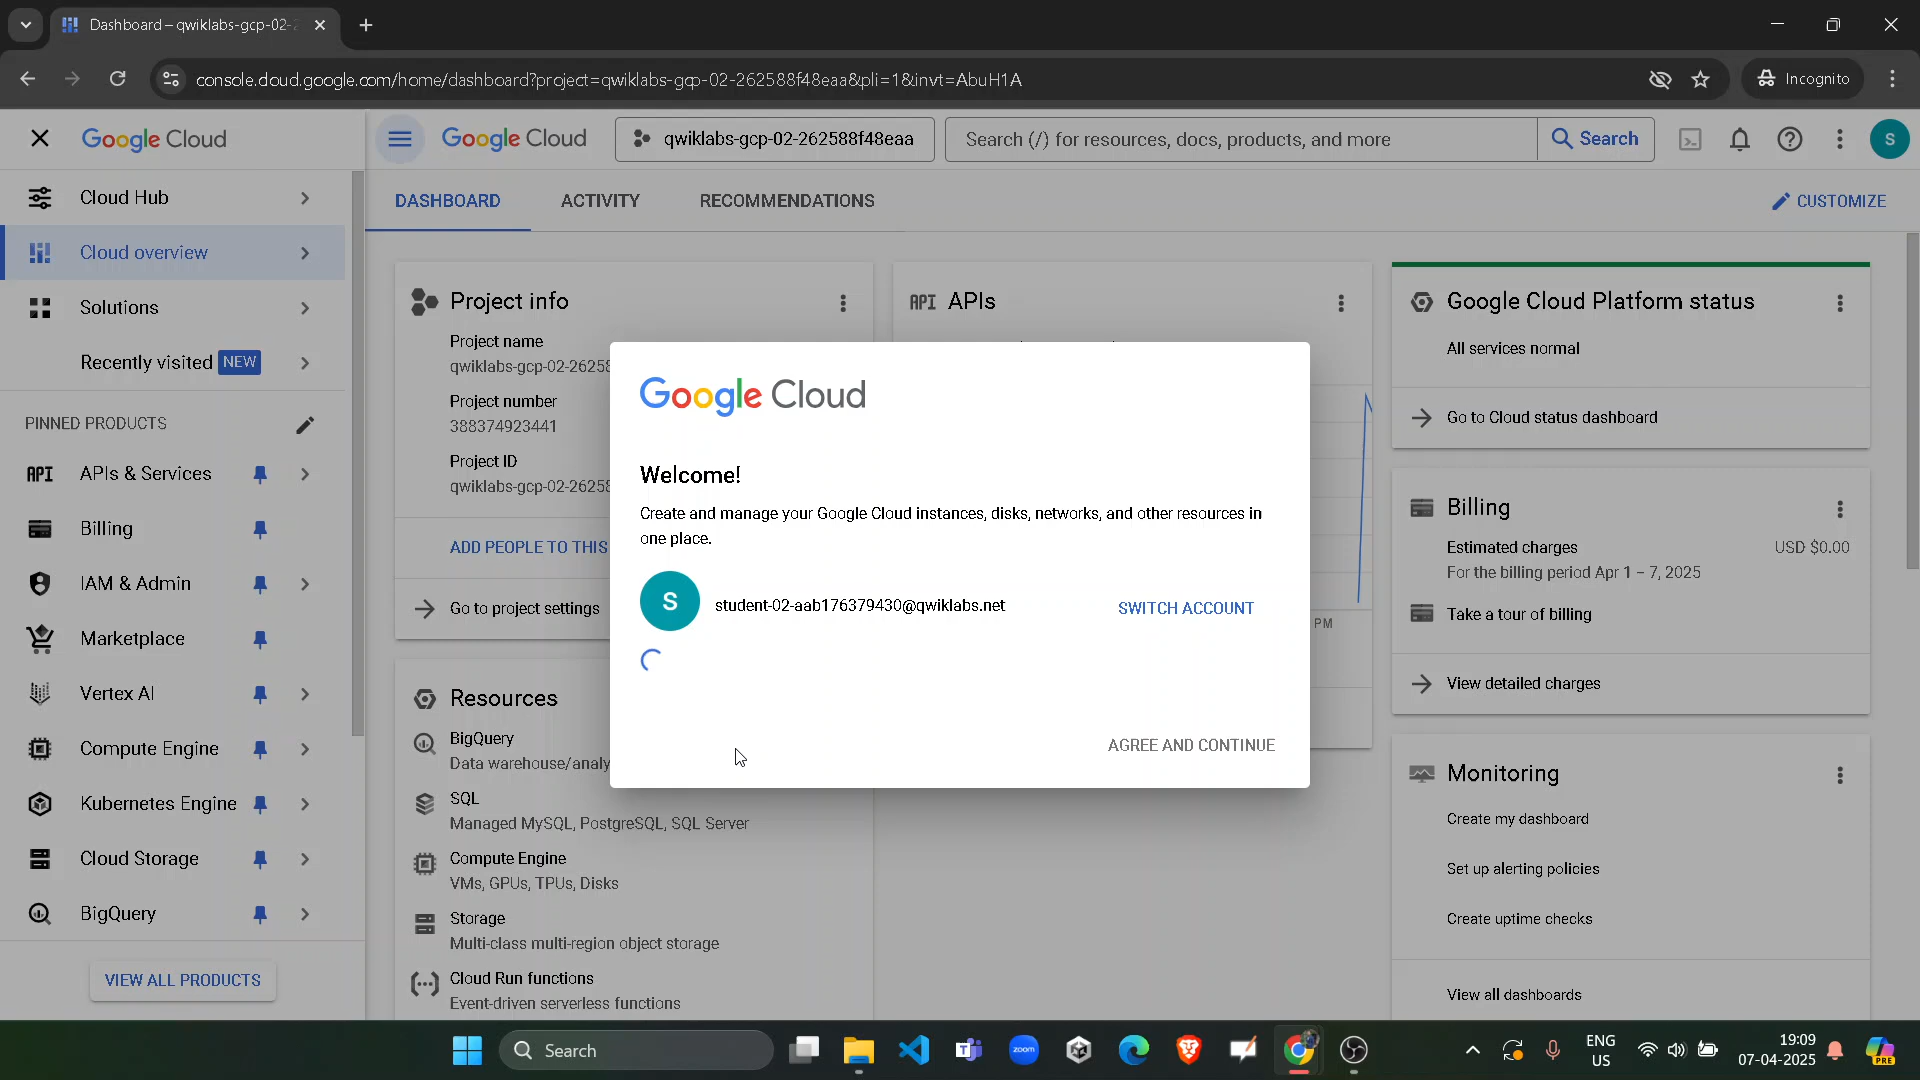 Dashboard – qwiklabs-gcp-02-2
console.cloud.google.com/home/dashboard?project=qwiklabs-gcp-02-262588f48eaa&pli=1&invt=AbuH1A
Incognito
Google Cloud
Google Cloud
qwiklabs-gcp-02-262588f48eaa
Search (/) for resources, docs, products, and more
Search
S
Cloud Hub
Cloud overview
Solutions
Recently visited NEW
PINNED PRODUCTS
API APIs & Services
Billing
IAM & Admin
Marketplace
Vertex AI
Compute Engine
Kubernetes Engine
Cloud Storage
BigQuery
VIEW ALL PRODUCTS
DASHBOARD
ACTIVITY
RECOMMENDATIONS
CUSTOMIZE
Project info
Project name
qwiklabs-gcp-02-26258
Project number
388374923441
Project ID
qwiklabs-gcp-02-26258
ADD PEOPLE TO THIS
Go to project settings
Resources
BigQuery
Data warehouse/analy
SQL
Managed MySQL, PostgreSQL, SQL Server
Compute Engine
VMs, GPUs, TPUs, Disks
Storage
Multi-class multi-region object storage
Cloud Run functions
Event-driven serverless functions
API APIs
PM
Google Cloud
Welcome!
Create and manage your Google Cloud instances, disks, networks, and other resources in
one place.
S
student-02-aab176379430@qwiklabs.net
SWITCH ACCOUNT
AGREE AND CONTINUE
Google Cloud Platform status
All services normal
Go to Cloud status dashboard
Billing
Estimated charges
USD $0.00
For the billing period Apr 1 – 7, 2025
Take a tour of billing
View detailed charges
Monitoring
Create my dashboard
Set up alerting policies
Create uptime checks
View all dashboards
Search
zoom
ENG
US
19:09
07-04-2025
PRE